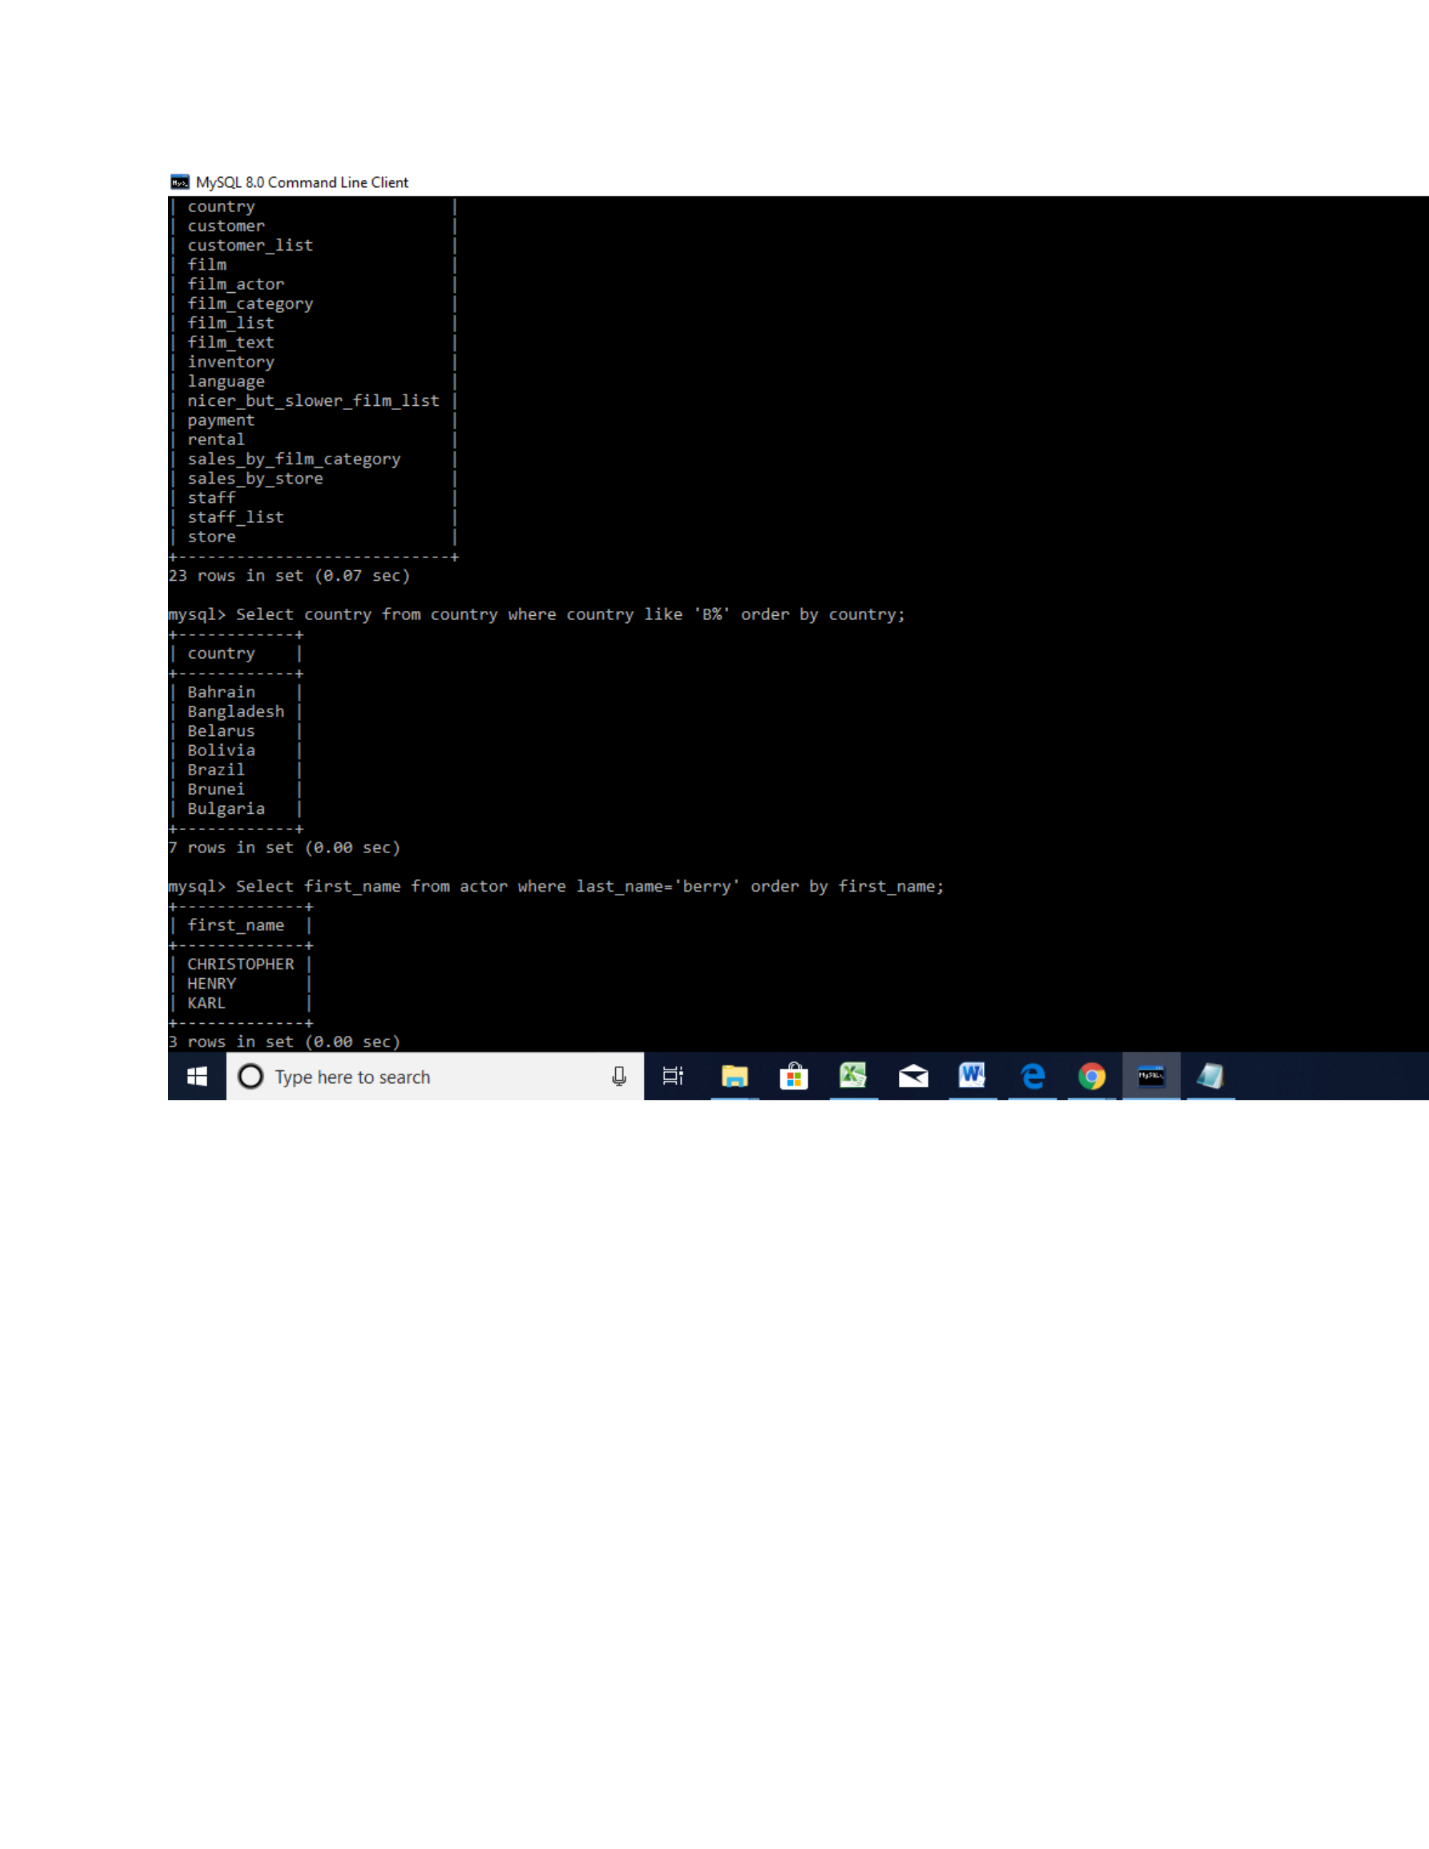 MySQL 8.0 Command Line Client
| country                    |
| customer                   |
| customer_list              |
| film                       |
| film_actor                 |
| film_category              |
| film_list                  |
| film_text                  |
| inventory                  |
| language                   |
| nicer_but_slower_film_list |
| payment                    |
| rental                     |
| sales_by_film_category     |
| sales_by_store             |
| staff                      |
| staff_list                 |
| store                      |
+----------------------------+
23 rows in set (0.07 sec)
mysql> Select country from country where country like 'B%' order by country;
+------------+
| country    |
+------------+
| Bahrain    |
| Bangladesh |
| Belarus    |
| Bolivia    |
| Brazil     |
| Brunei     |
| Bulgaria   |
+------------+
7 rows in set (0.00 sec)
mysql> Select first_name from actor where last_name='berry' order by first_name;
+-------------+
| first_name  |
+-------------+
| CHRISTOPHER |
| HENRY       |
| KARL        |
+-------------+
3 rows in set (0.00 sec)
Type here to search